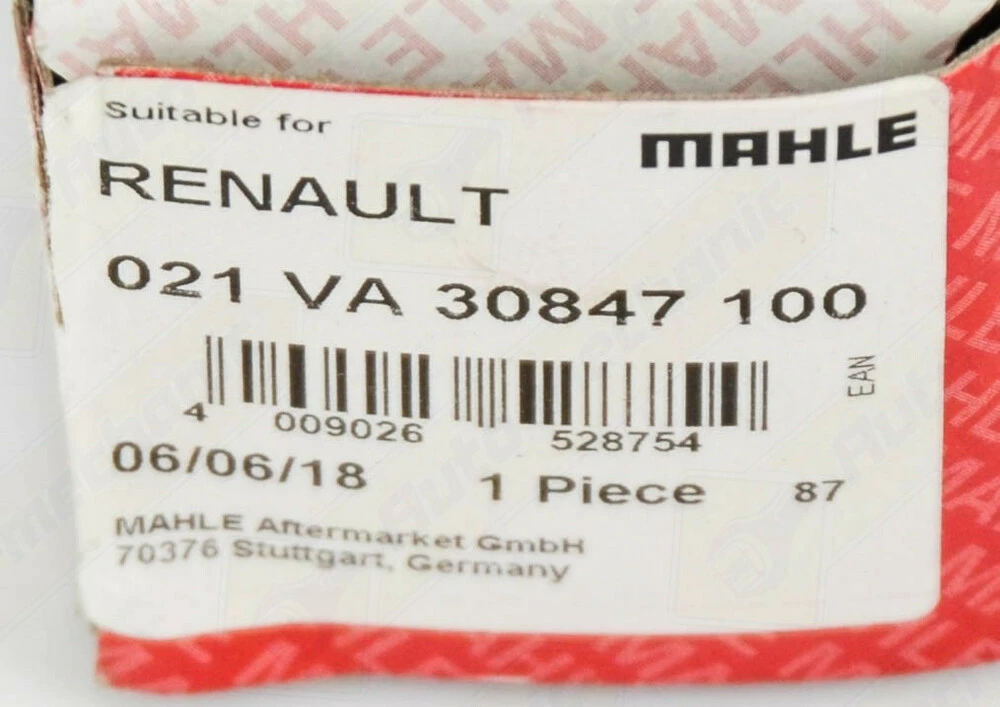 Suitable for
MAHLE
RENAULT
021 VA 30847 100
EAN
4 009026 528754
06/06/18 1 Piece 87
MAHLE Aftermarket GmbH
70376 Stuttgart, Germany